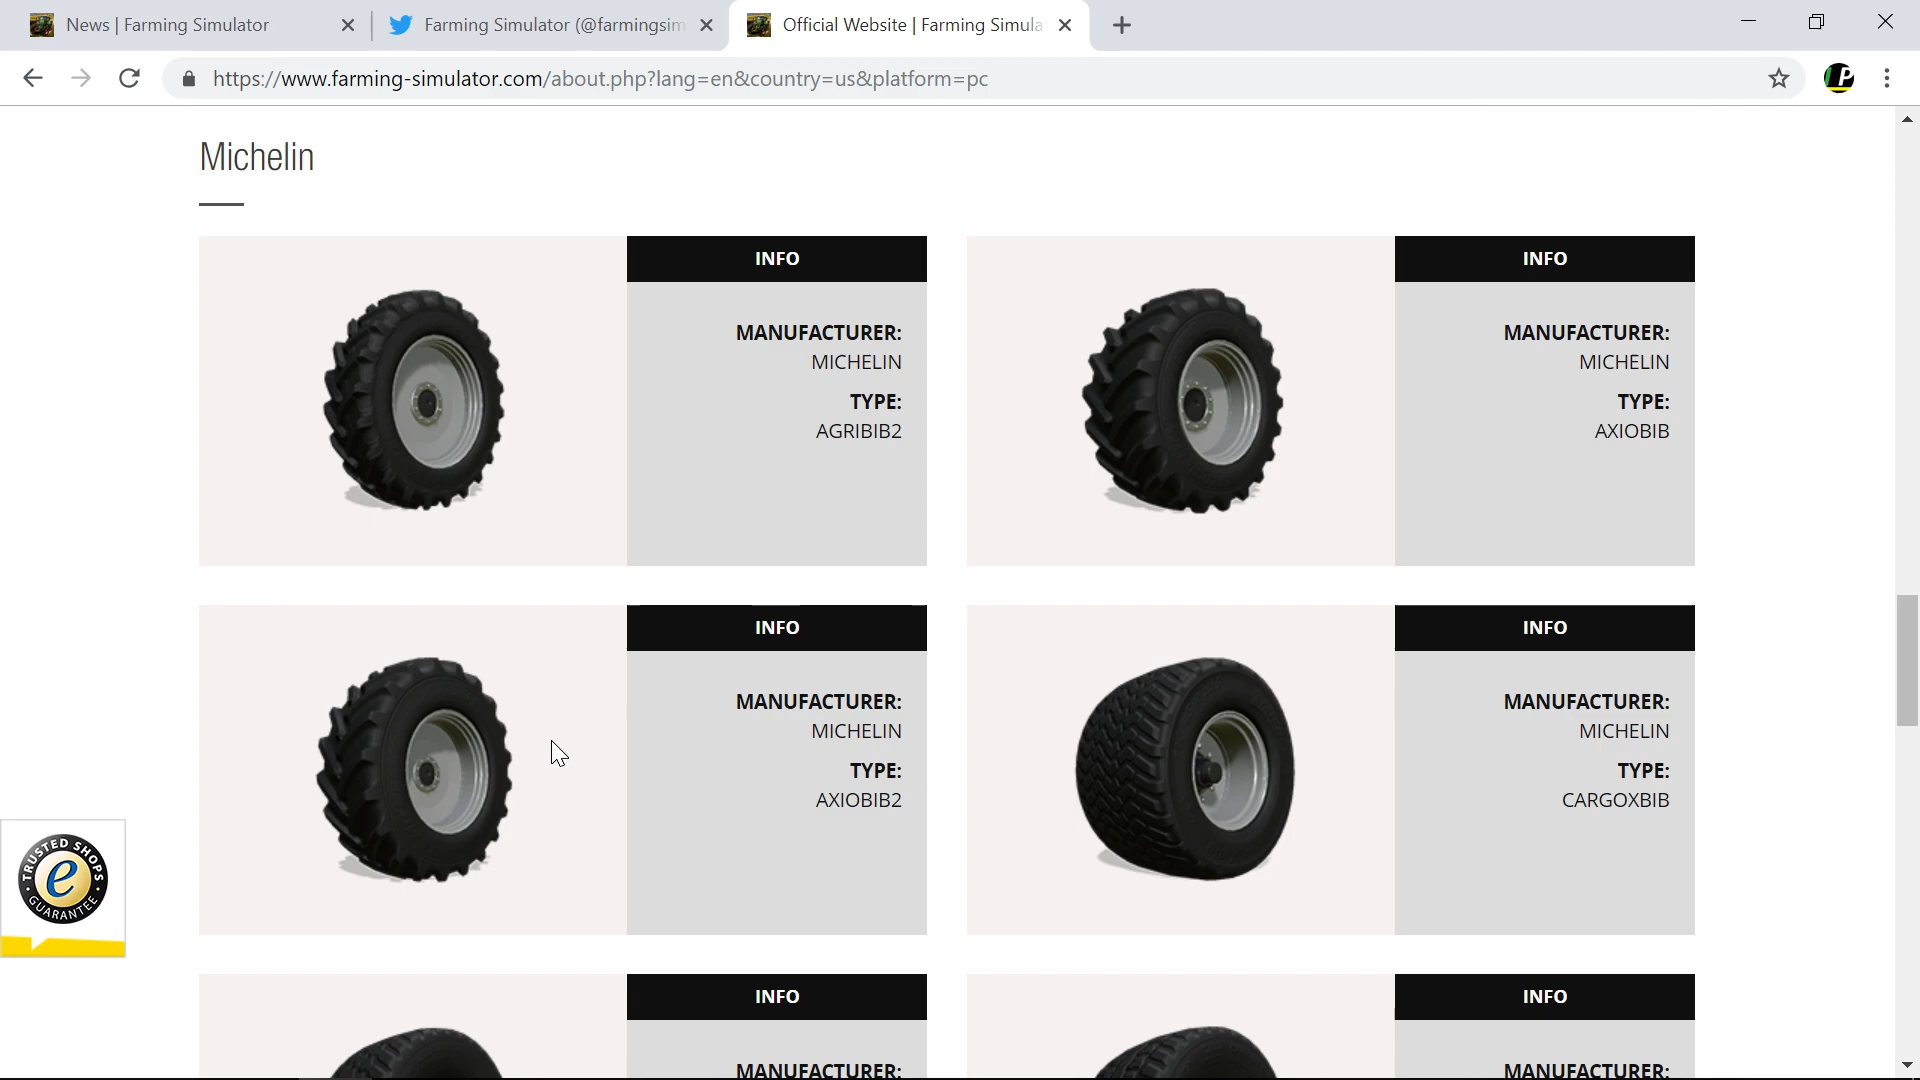 News | Farming Simulator
Farming Simulator (@farmingsim
Official Website | Farming Simula
https://www.farming-simulator.com/about.php?lang=en&country=us&platform=pc
LP
Michelin
INFO
MANUFACTURER:
MICHELIN
TYPE:
AGRIBIB2
INFO
MANUFACTURER:
MICHELIN
TYPE:
AXIOBIB
INFO
MANUFACTURER:
MICHELIN
TYPE:
AXIOBIB2
INFO
MANUFACTURER:
MICHELIN
TYPE:
CARGOXBIB
TRUSTED SHOPS
e
GUARANTEE
INFO
MANUFACTURER:
INFO
MANUFACTURER: